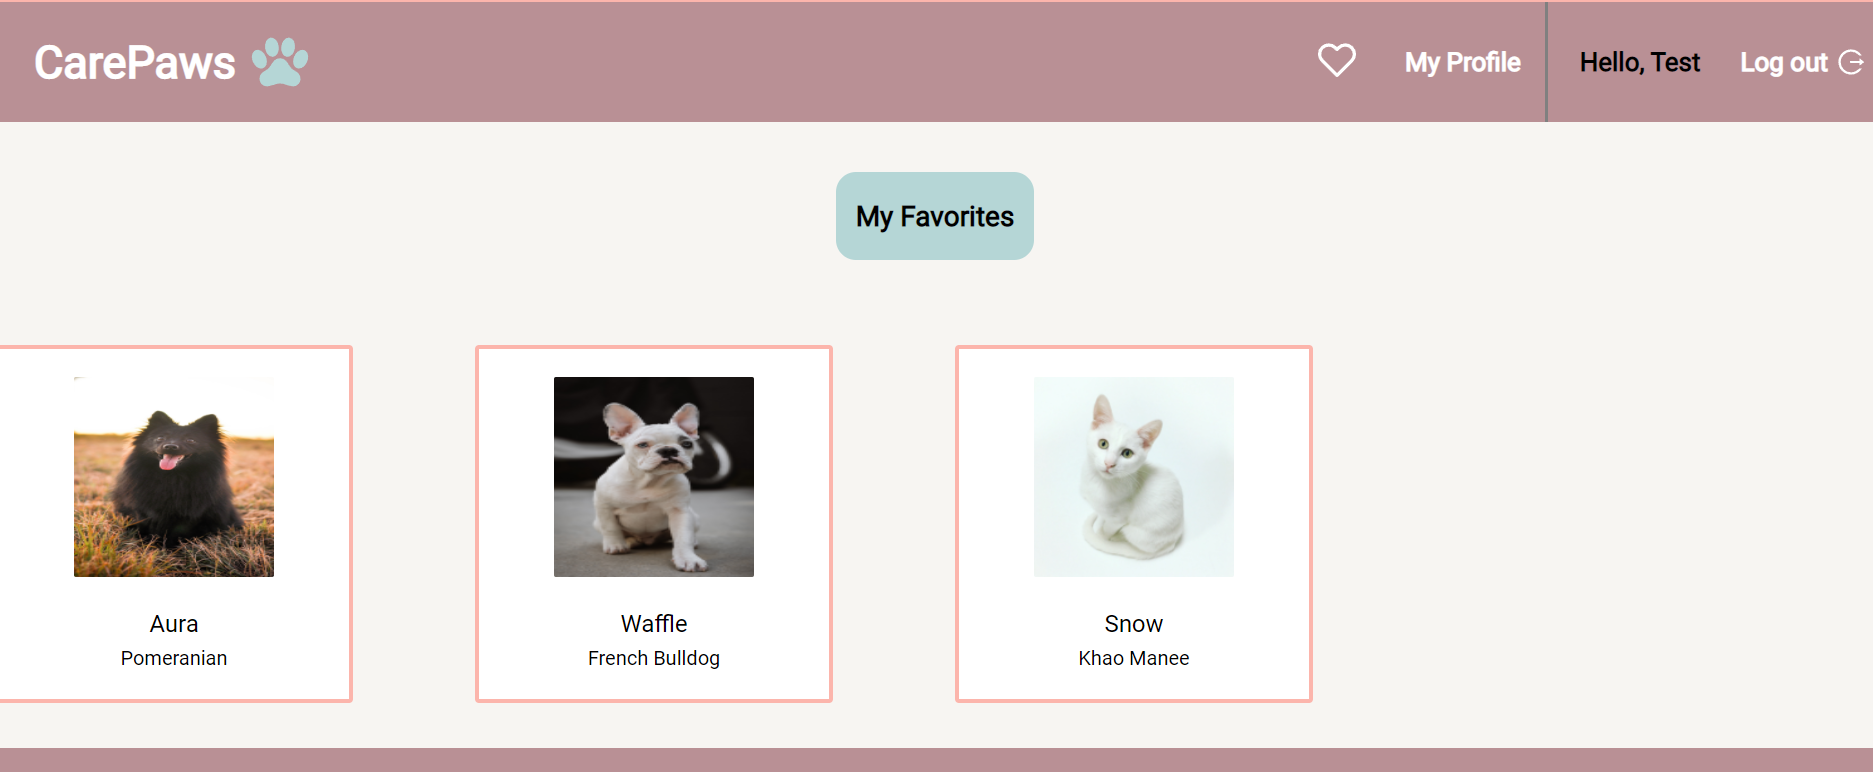 CarePaws
My Profile
Hello, Test
Log out
My Favorites
Aura
Pomeranian
Waffle
French Bulldog
Snow
Khao Manee